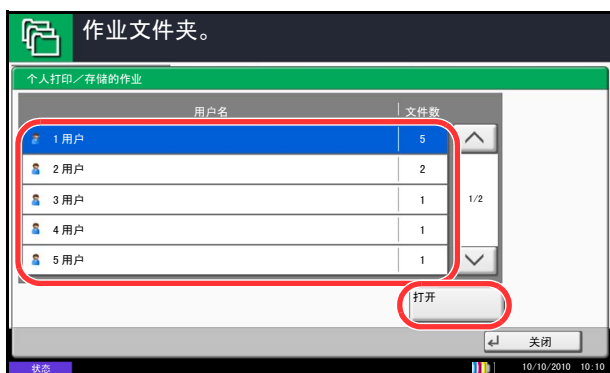 作业文件夹。
个人打印／存储的作业
用户名 文件数
1 用户 5
2 用户 2
3 用户 1
1/2
4 用户 1
5 用户 1
打开
关闭
状态 10/10/2010 10:10